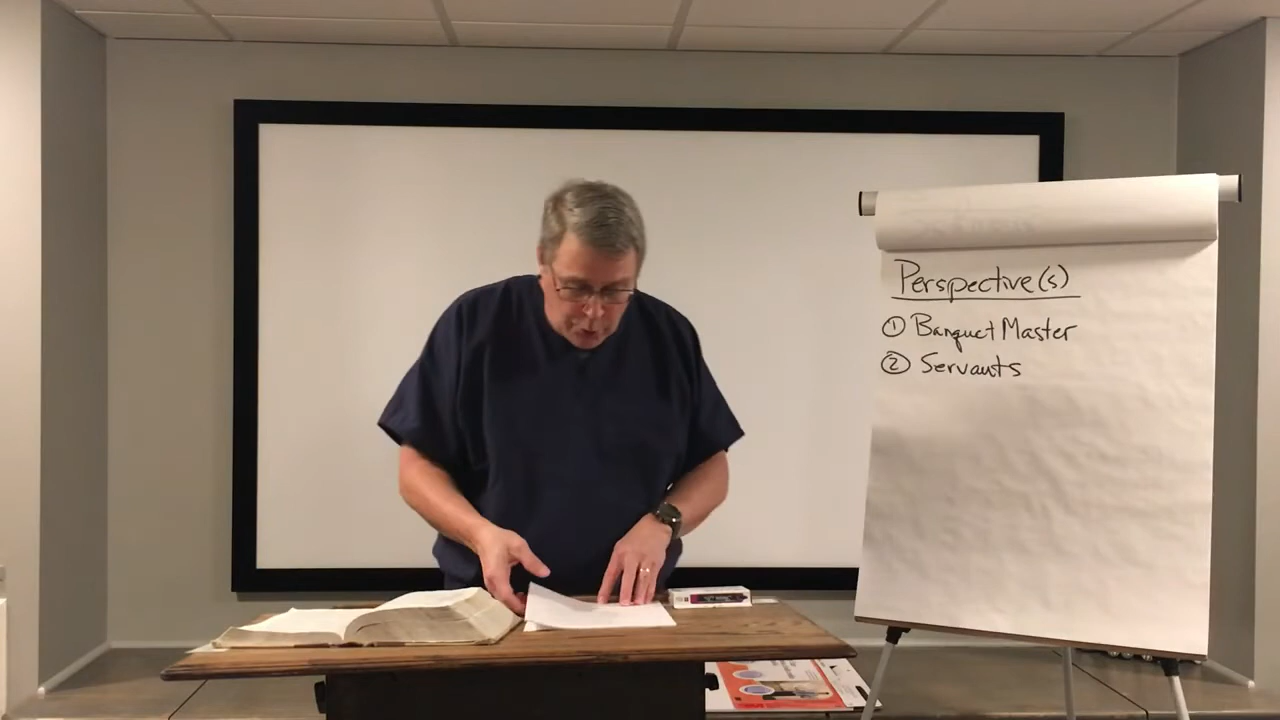 Perspective(s)
① Banquet Master
② Servants